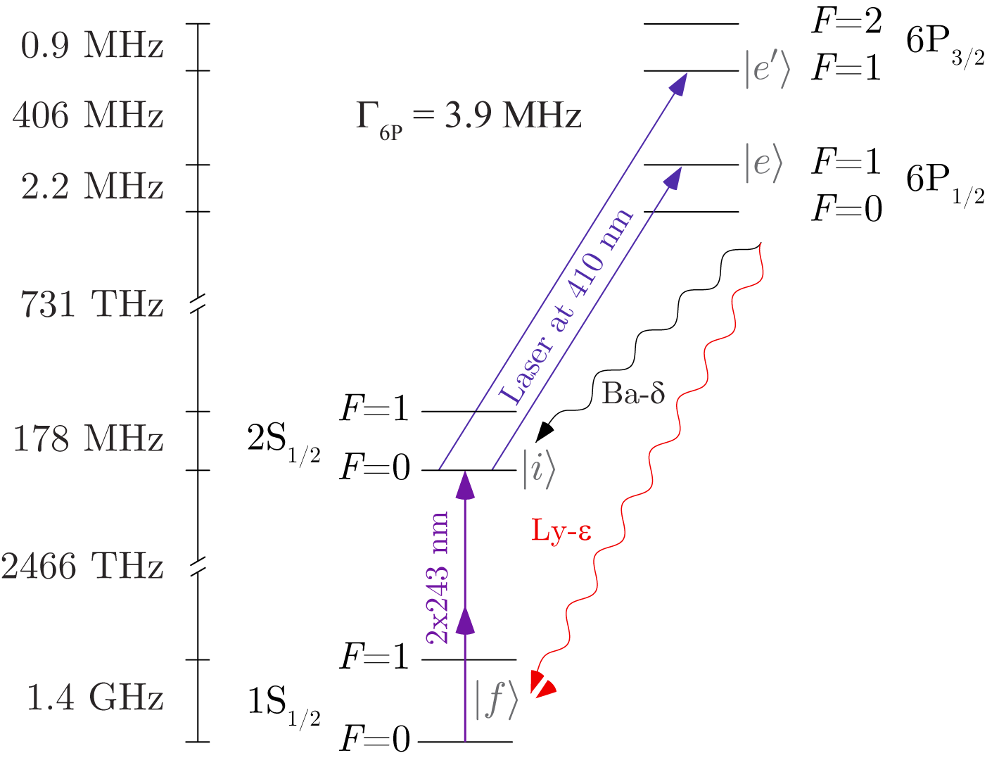 0.9 MHz
406 MHz
2.2 MHz
731 THz
178 MHz
2466 THz
1.4 GHz
Γ6P = 3.9 MHz
F=2
6P3/2
|e′⟩ F=1
|e⟩ F=1
6P1/2
F=0
Laser at 410 nm
Ba-δ
F=1
2S1/2
F=0
|i⟩
Ly-ε
2x243 nm
F=1
1S1/2
|f⟩
F=0